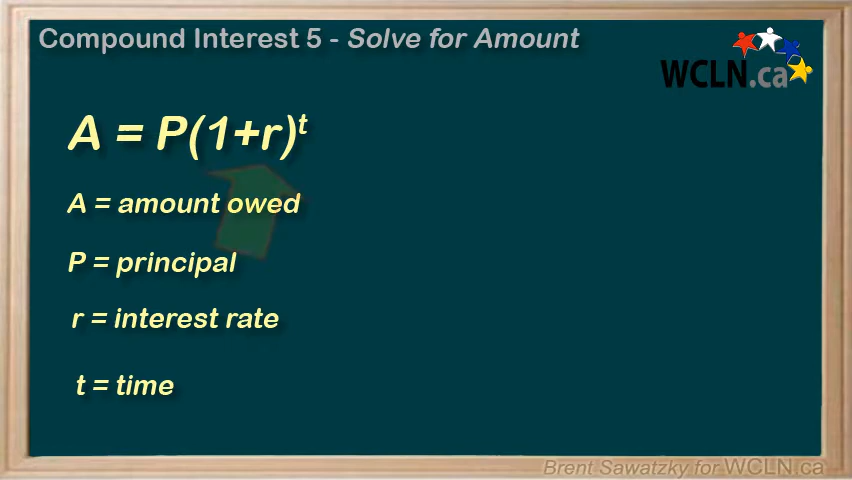 Compound Interest 5 - Solve for Amount
WCLN.ca
A = P(1+r)^t
A = amount owed
P = principal
r = interest rate
t = time
Brent Sawatzky for WCLN.ca